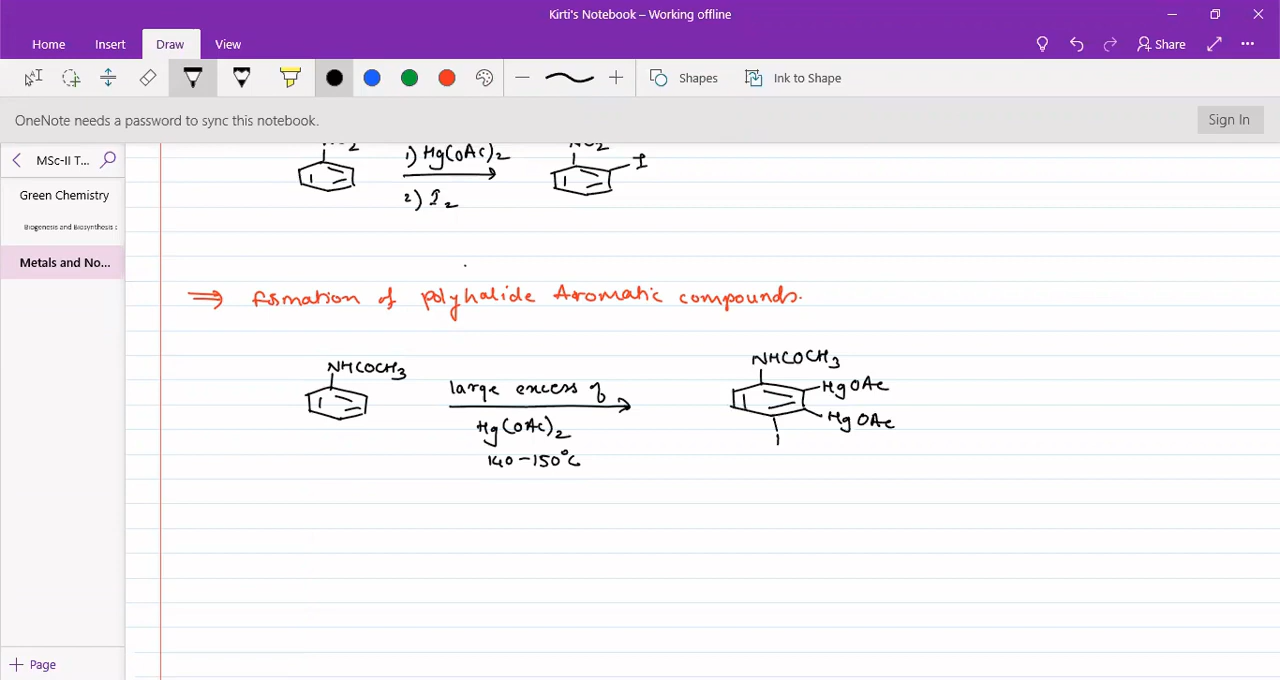 Kirti's Notebook – Working offline
Home Insert Draw View
Share
Shapes
Ink to Shape
OneNote needs a password to sync this notebook.
Sign In
MSc-II T...
Green Chemistry
Biogenesis and Biosynthesis
Metals and No...
Page
1) Hg(OAc)2
2) I2
I
⇒ Formation of polyhalide Aromatic compounds.
NHCOCH3
large excess of
Hg(OAc)2
140-150°C
NHCOCH3
HgOAc
HgOAc